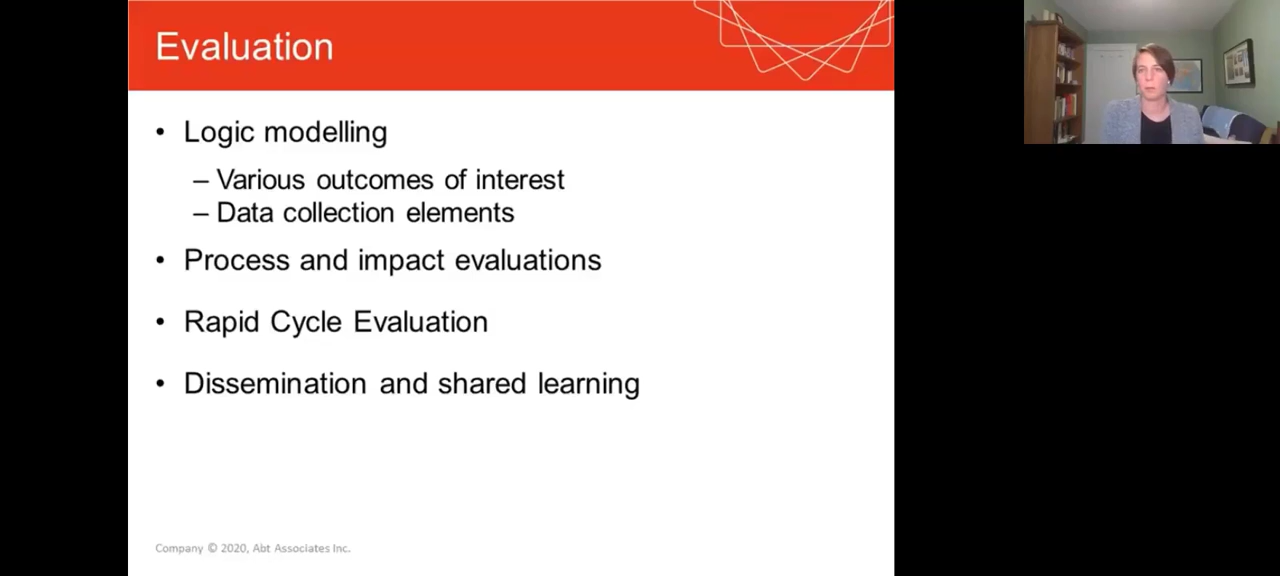 Evaluation
• Logic modelling
– Various outcomes of interest
– Data collection elements
• Process and impact evaluations
• Rapid Cycle Evaluation
• Dissemination and shared learning
Company © 2020, Abt Associates Inc.